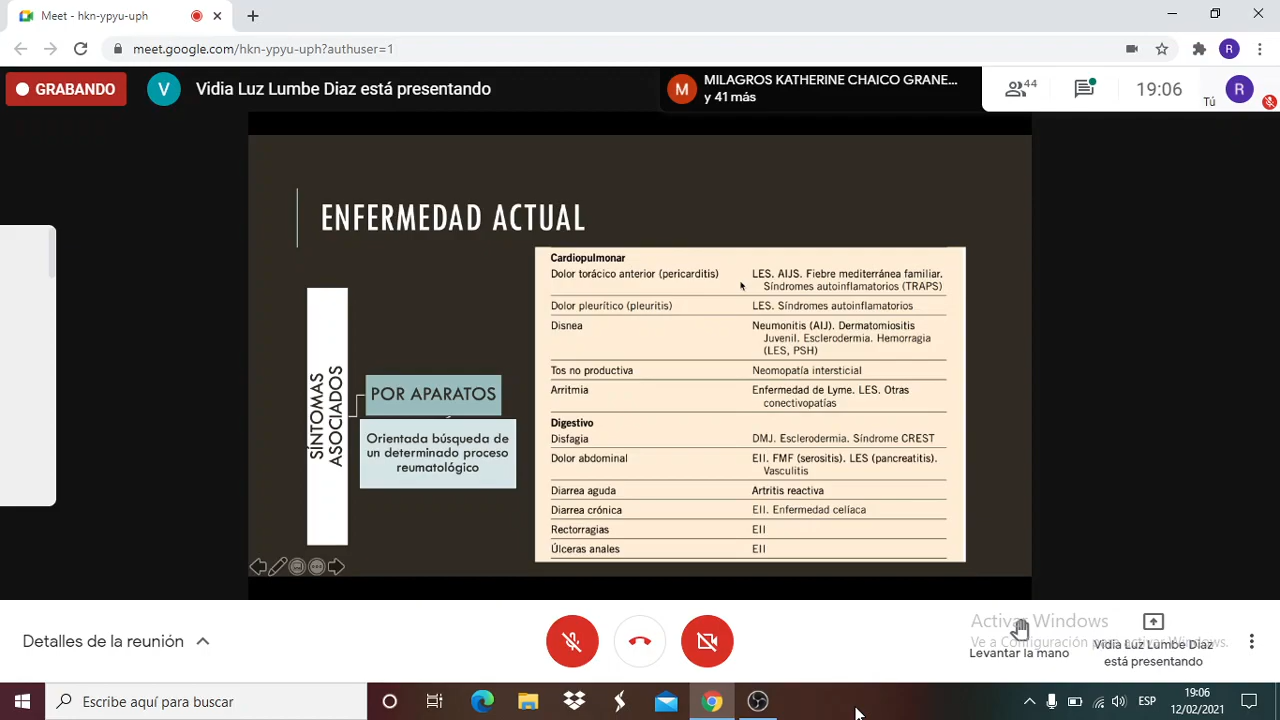 Meet - hkn-ypyu-uph
meet.google.com/hkn-ypyu-uph?authuser=1
R
GRABANDO
V
Vidia Luz Lumbe Diaz está presentando
M
MILAGROS KATHERINE CHAICO GRANE...
y 41 más
44
19:06
Tú
R
ENFERMEDAD ACTUAL
SÍNTOMAS
ASOCIADOS
POR APARATOS
Orientada búsqueda de
un determinado proceso
reumatológico
Cardiopulmonar
Dolor torácico anterior (pericarditis) LES. AIJS. Fiebre mediterránea familiar.
Síndromes autoinflamatorios (TRAPS)
Dolor pleurítico (pleuritis) LES. Síndromes autoinflamatorios
Disnea Neumonitis (AIJ). Dermatomiositis
Juvenil. Esclerodermia. Hemorragia
(LES, PSH)
Tos no productiva Neomopatía intersticial
Arritmia Enfermedad de Lyme. LES. Otras
conectivopatías
Digestivo
Disfagia DMJ. Esclerodermia. Síndrome CREST
Dolor abdominal EII. FMF (serositis). LES (pancreatitis).
Vasculitis
Diarrea aguda Artritis reactiva
Diarrea crónica EII. Enfermedad celíaca
Rectorragias EII
Úlceras anales EII
Detalles de la reunión
Activar Windows
Ve a Configuración para activar Windows.
Levantar la mano
Vidia Luz Lumbe Diaz
está presentando
Escribe aquí para buscar
ESP
19:06
12/02/2021